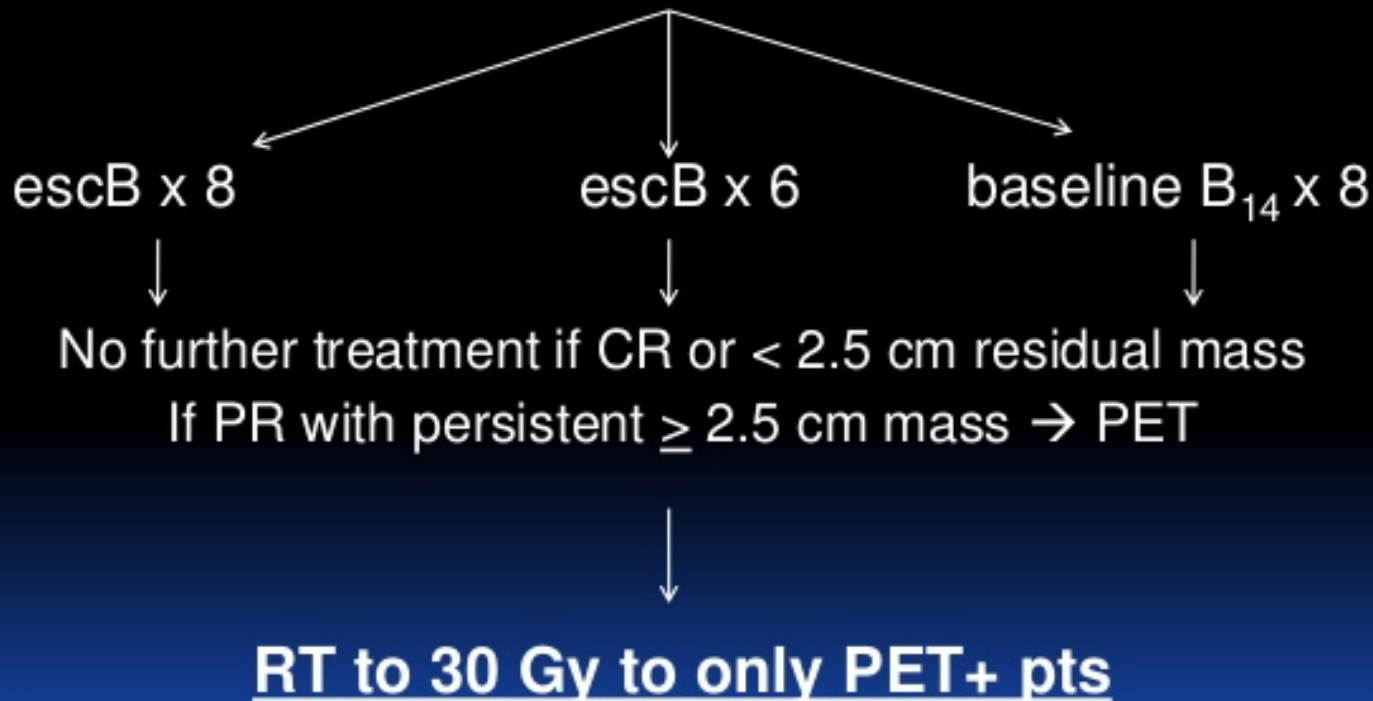 escB x 8 escB x 6 baseline B₁₄ x 8
No further treatment if CR or < 2.5 cm residual mass
If PR with persistent ≥ 2.5 cm mass → PET
RT to 30 Gy to only PET+ pts